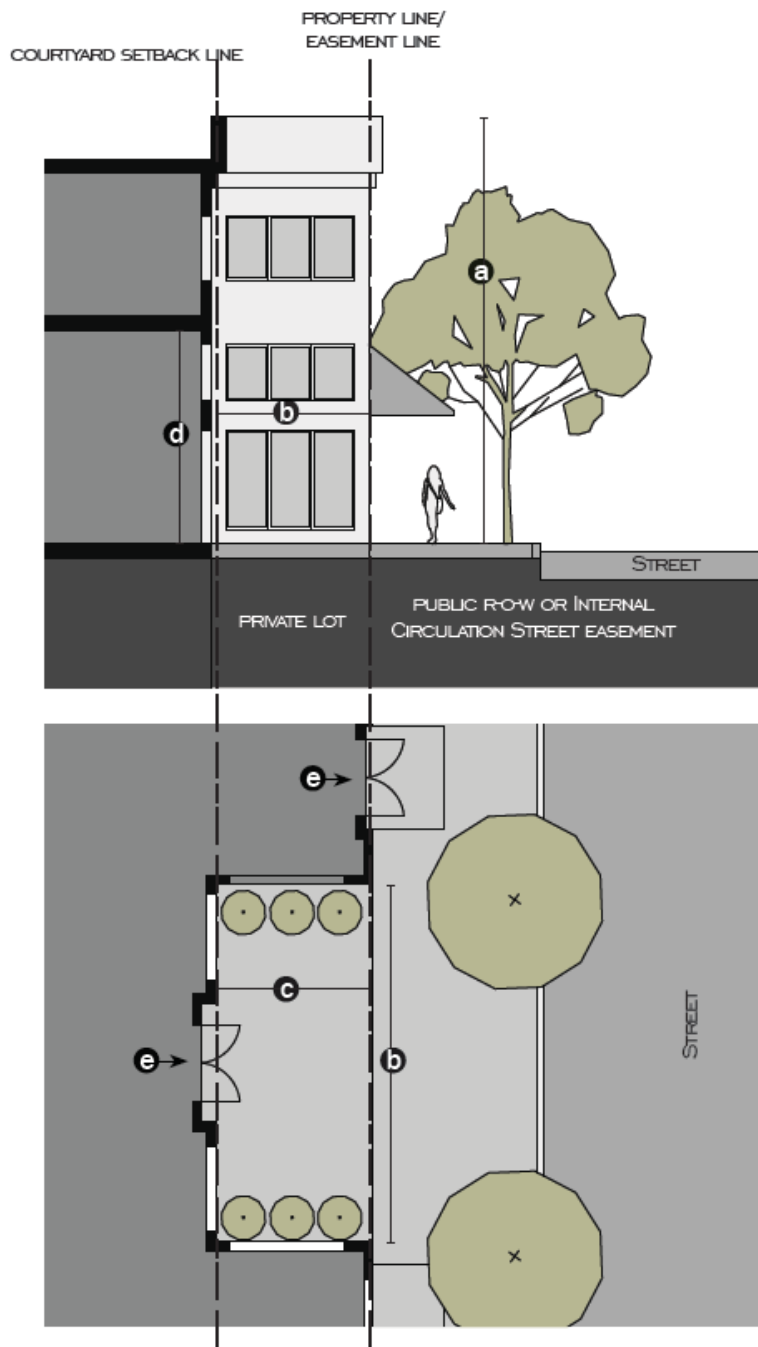 PROPERTY LINE/
EASEMENT LINE
COURTYARD SETBACK LINE
a
b
d
STREET
PRIVATE LOT
PUBLIC R-O-W OR INTERNAL
CIRCULATION STREET EASEMENT
e
c
e
b
STREET